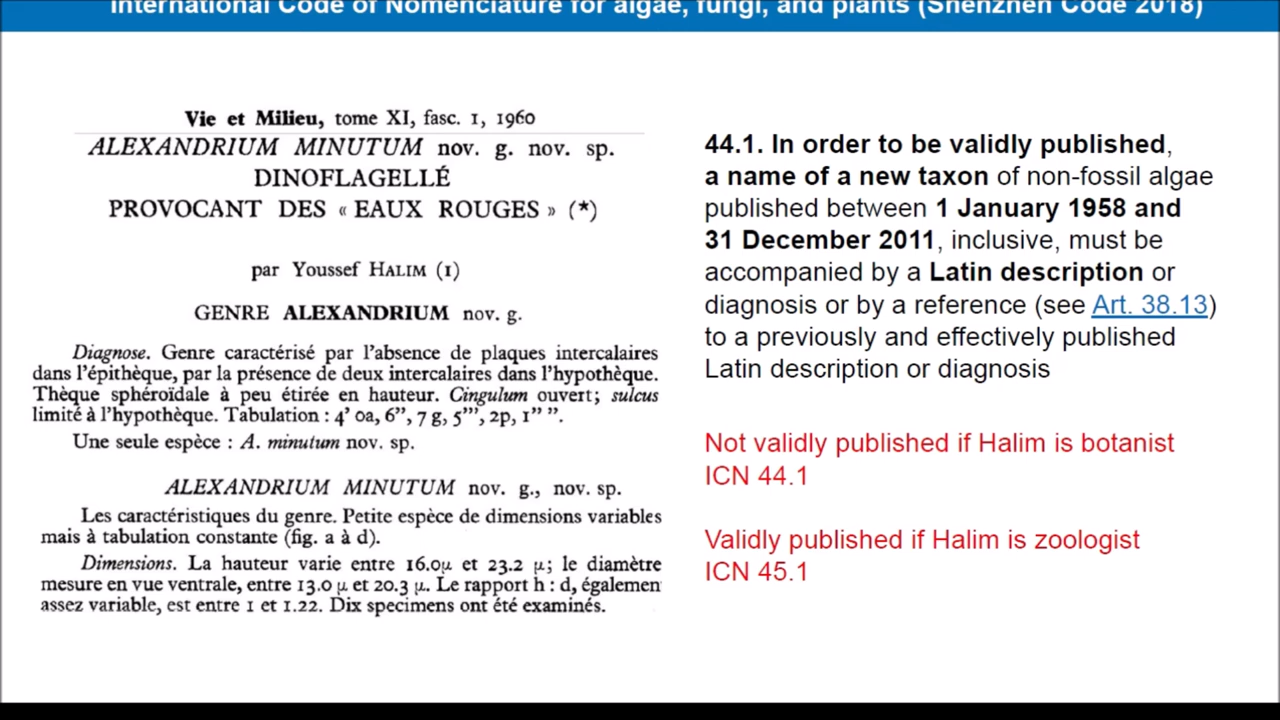 International Code of Nomenclature for algae, fungi, and plants (Shenzhen Code 2018)
Vie et Milieu, tome XI, fasc. 1, 1960
ALEXANDRIUM MINUTUM nov. g. nov. sp.
DINOFLAGELLÉ
PROVOCANT DES « EAUX ROUGES » (*)
par Youssef HALIM (1)
GENRE ALEXANDRIUM nov. g.
Diagnose. Genre caractérisé par l'absence de plaques intercalaires
dans l'épithèque, par la présence de deux intercalaires dans l'hypothèque.
Thèque sphéroïdale à peu étirée en hauteur. Cingulum ouvert; sulcus
limité à l'hypothèque. Tabulation : 4' 0a, 6'', 7 g, 5''', 2p, 1'' ''.
Une seule espèce : A. minutum nov. sp.
ALEXANDRIUM MINUTUM nov. g., nov. sp.
Les caractéristiques du genre. Petite espèce de dimensions variables
mais à tabulation constante (fig. a à d).
Dimensions. La hauteur varie entre 16.0µ et 23.2 µ; le diamètre
mesure en vue ventrale, entre 13.0 µ et 20.3 µ. Le rapport h : d, égalemen
assez variable, est entre 1 et 1.22. Dix specimens ont été examinés.
44.1. In order to be validly published,
a name of a new taxon of non-fossil algae
published between 1 January 1958 and
31 December 2011, inclusive, must be
accompanied by a Latin description or
diagnosis or by a reference (see Art. 38.13)
to a previously and effectively published
Latin description or diagnosis
Not validly published if Halim is botanist
ICN 44.1
Validly published if Halim is zoologist
ICN 45.1